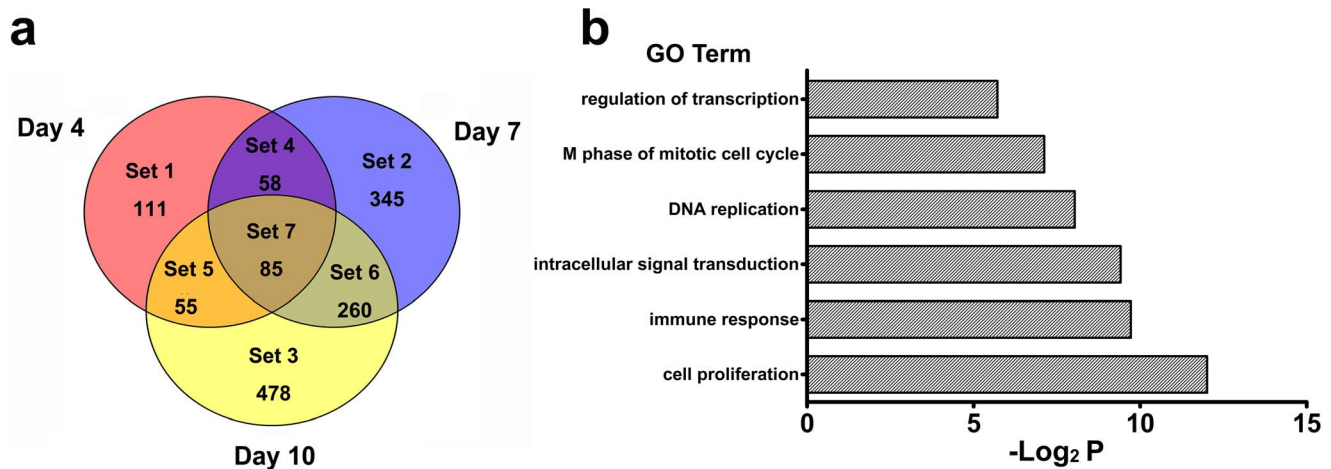 a
Day 4
Day 7
Set 1
111
Set 4
58
Set 2
345
Set 7
85
Set 5
55
Set 6
260
Set 3
478
Day 10
b
GO Term
regulation of transcription
M phase of mitotic cell cycle
DNA replication
intracellular signal transduction
immune response
cell proliferation
0 5 10 15
-Log₂ P